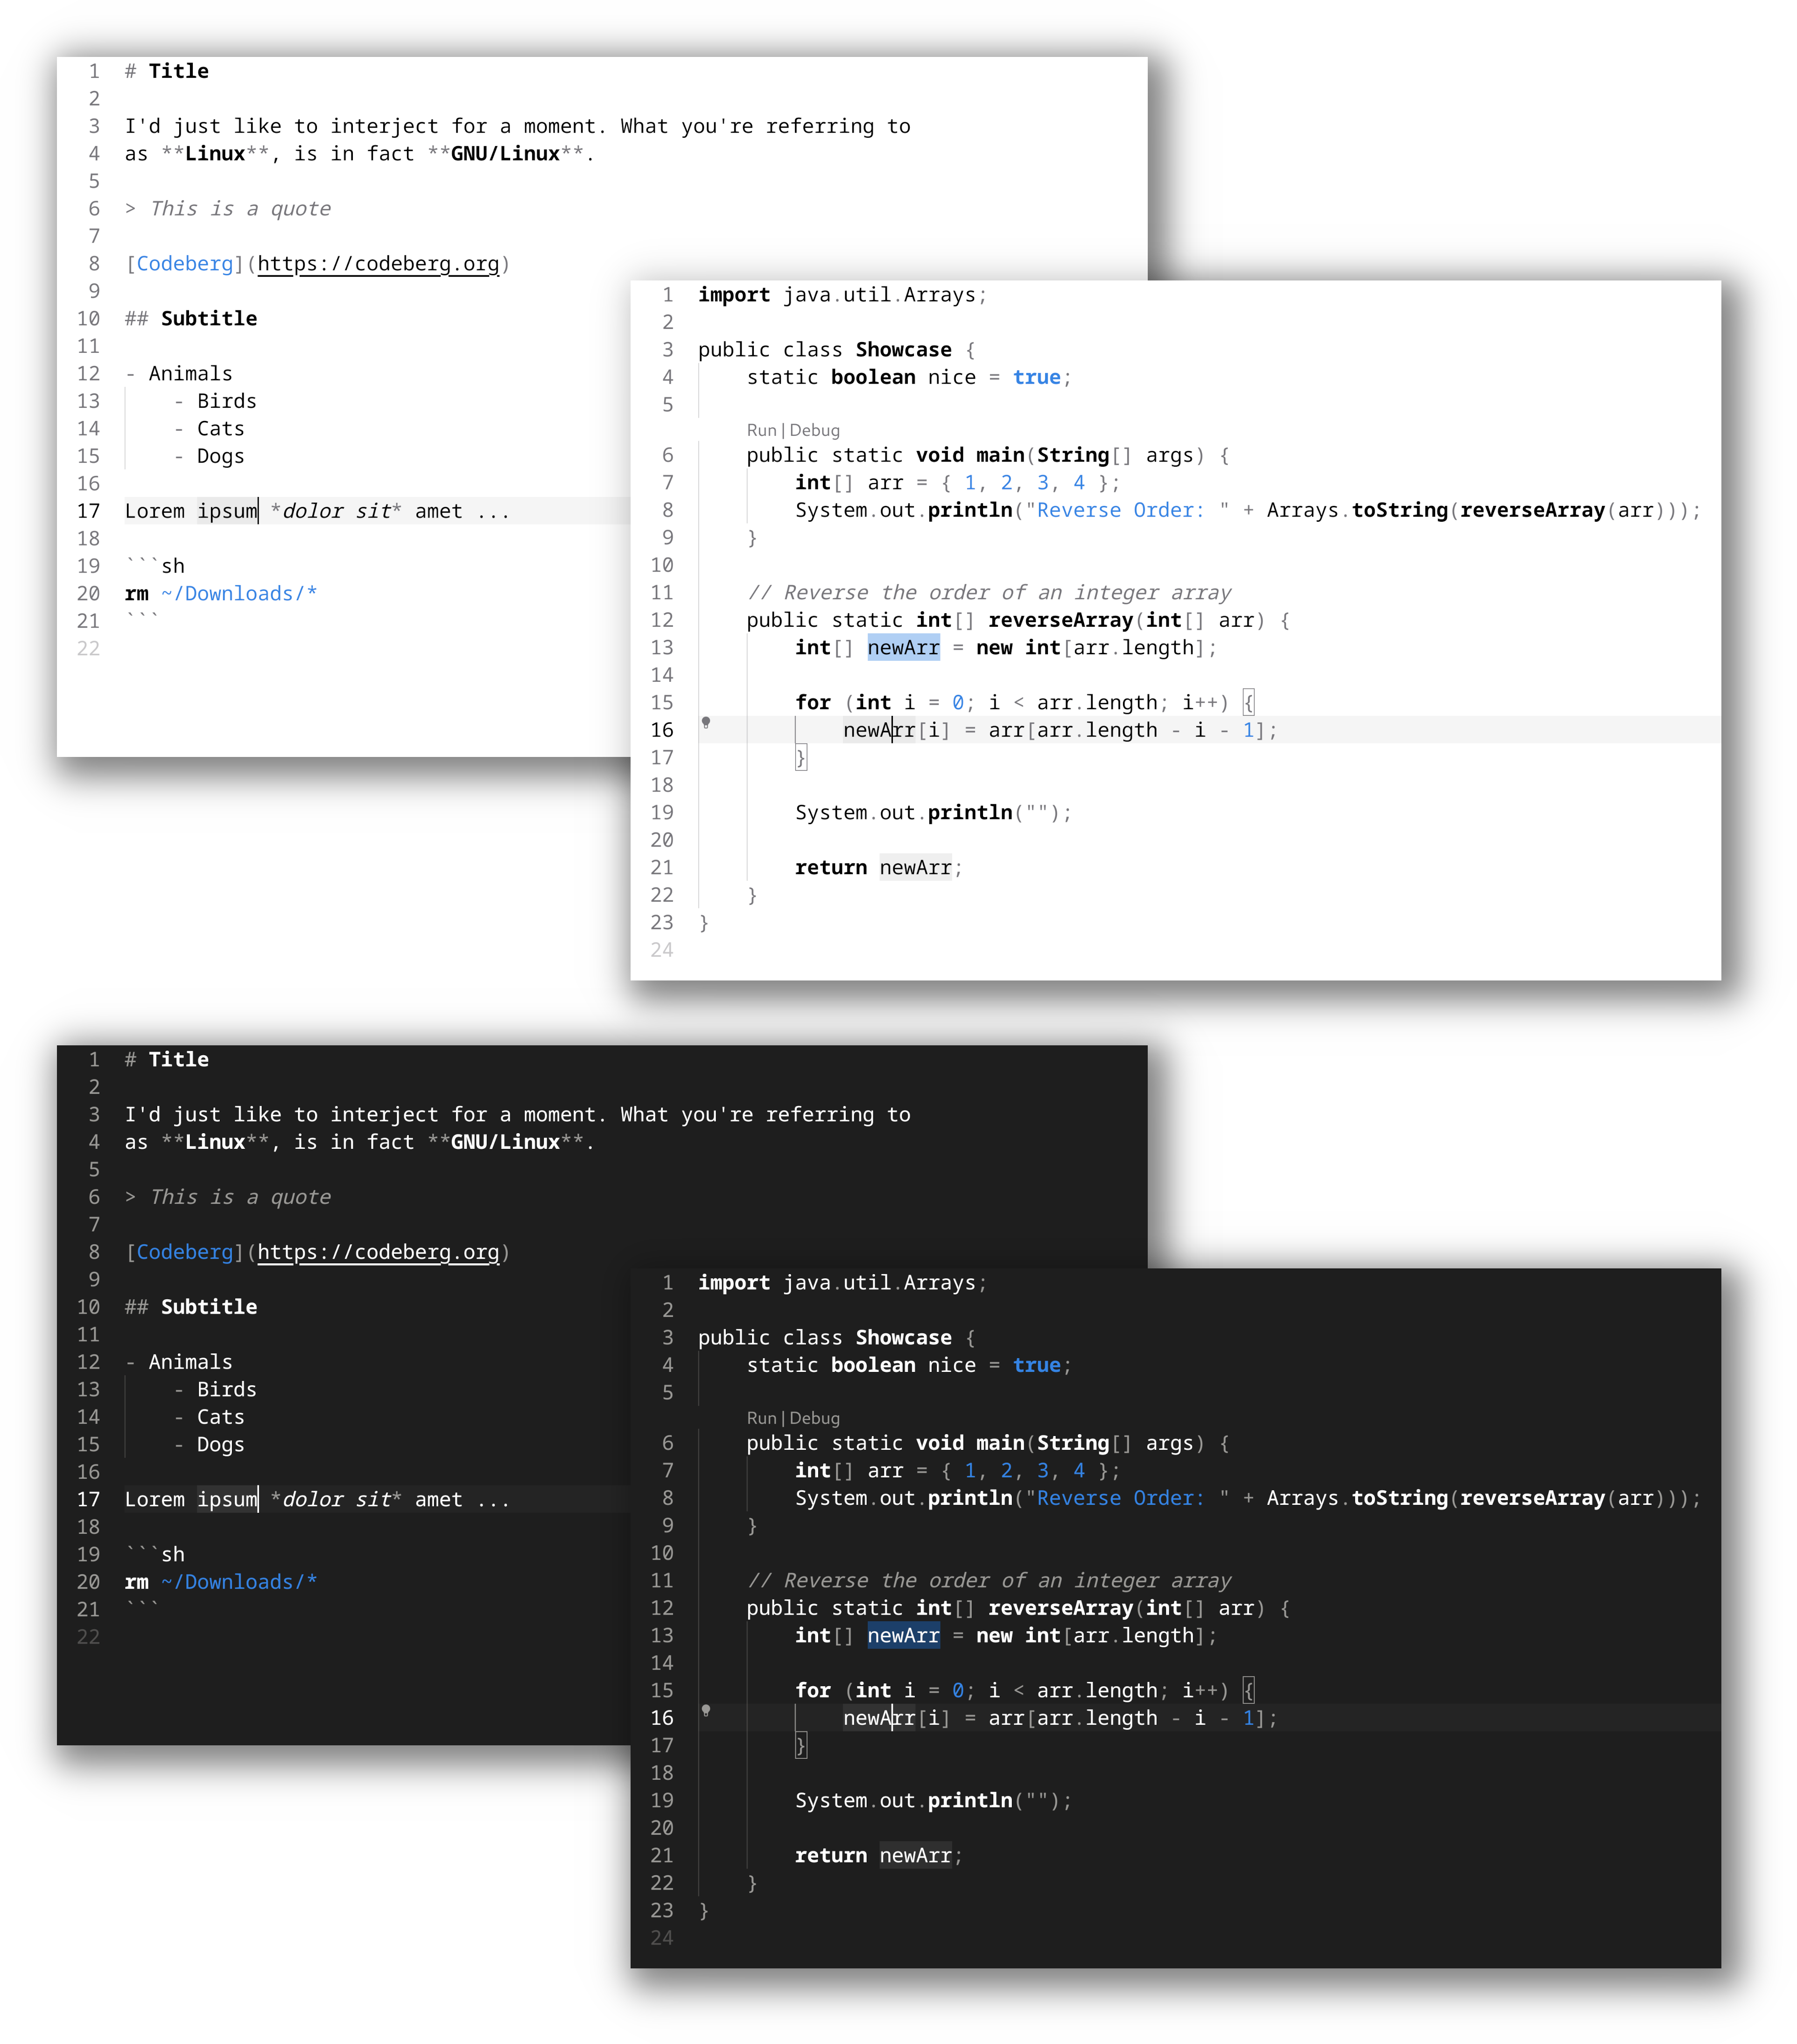 1 # Title
2
3 I'd just like to interject for a moment. What you're referring to
4 as **Linux**, is in fact **GNU/Linux**.
5
6 > This is a quote
7
8 [Codeberg](https://codeberg.org)
9
10 ## Subtitle
11
12 - Animals
13     - Birds
14     - Cats
15     - Dogs
16
17 Lorem ipsum *dolor sit* amet ...
18
19 ```sh
20 rm ~/Downloads/*
21 ```
22
1 import java.util.Arrays;
2
3 public class Showcase {
4     static boolean nice = true;
5
Run | Debug
6     public static void main(String[] args) {
7         int[] arr = { 1, 2, 3, 4 };
8         System.out.println("Reverse Order: " + Arrays.toString(reverseArray(arr)));
9     }
10
11     // Reverse the order of an integer array
12     public static int[] reverseArray(int[] arr) {
13         int[] newArr = new int[arr.length];
14
15         for (int i = 0; i < arr.length; i++) {
16             newArr[i] = arr[arr.length - i - 1];
17         }
18
19         System.out.println("");
20
21         return newArr;
22     }
23 }
24
1 # Title
2
3 I'd just like to interject for a moment. What you're referring to
4 as **Linux**, is in fact **GNU/Linux**.
5
6 > This is a quote
7
8 [Codeberg](https://codeberg.org)
9
10 ## Subtitle
11
12 - Animals
13     - Birds
14     - Cats
15     - Dogs
16
17 Lorem ipsum *dolor sit* amet ...
18
19 ```sh
20 rm ~/Downloads/*
21 ```
22
1 import java.util.Arrays;
2
3 public class Showcase {
4     static boolean nice = true;
5
Run | Debug
6     public static void main(String[] args) {
7         int[] arr = { 1, 2, 3, 4 };
8         System.out.println("Reverse Order: " + Arrays.toString(reverseArray(arr)));
9     }
10
11     // Reverse the order of an integer array
12     public static int[] reverseArray(int[] arr) {
13         int[] newArr = new int[arr.length];
14
15         for (int i = 0; i < arr.length; i++) {
16             newArr[i] = arr[arr.length - i - 1];
17         }
18
19         System.out.println("");
20
21         return newArr;
22     }
23 }
24